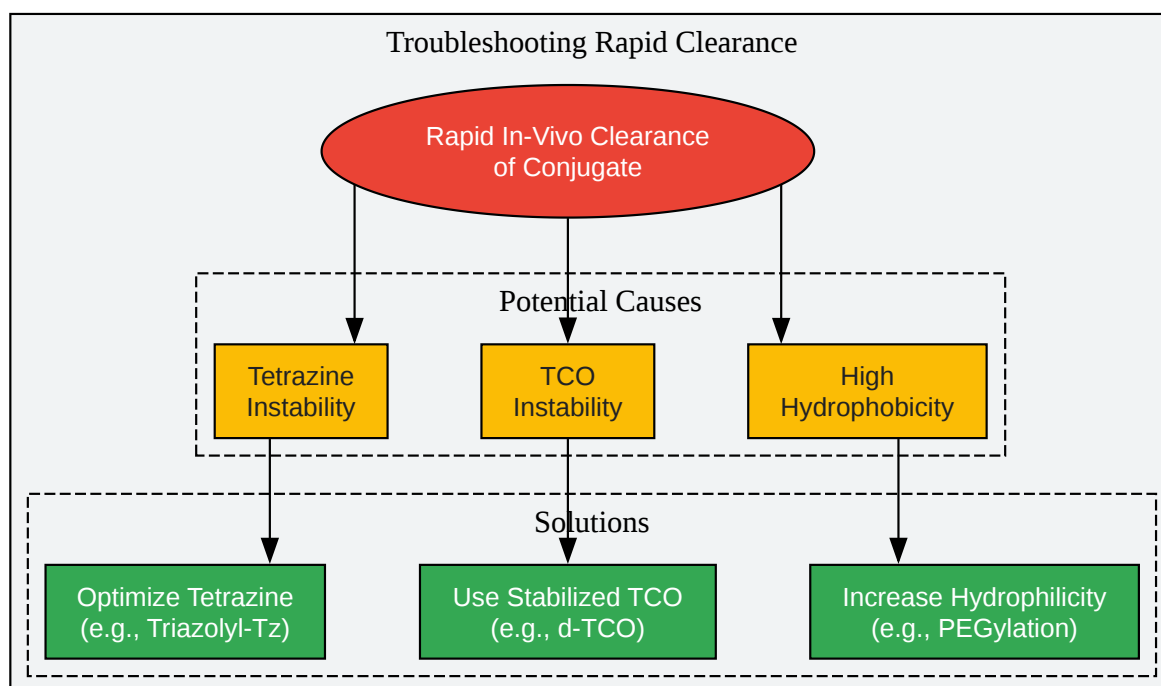 Troubleshooting Rapid Clearance
Rapid In-Vivo Clearance
of Conjugate
Potential Causes
Tetrazine
Instability
TCO
Instability
High
Hydrophobicity
Solutions
Optimize Tetrazine
(e.g., Triazolyl-Tz)
Use Stabilized TCO
(e.g., d-TCO)
Increase Hydrophilicity
(e.g., PEGylation)